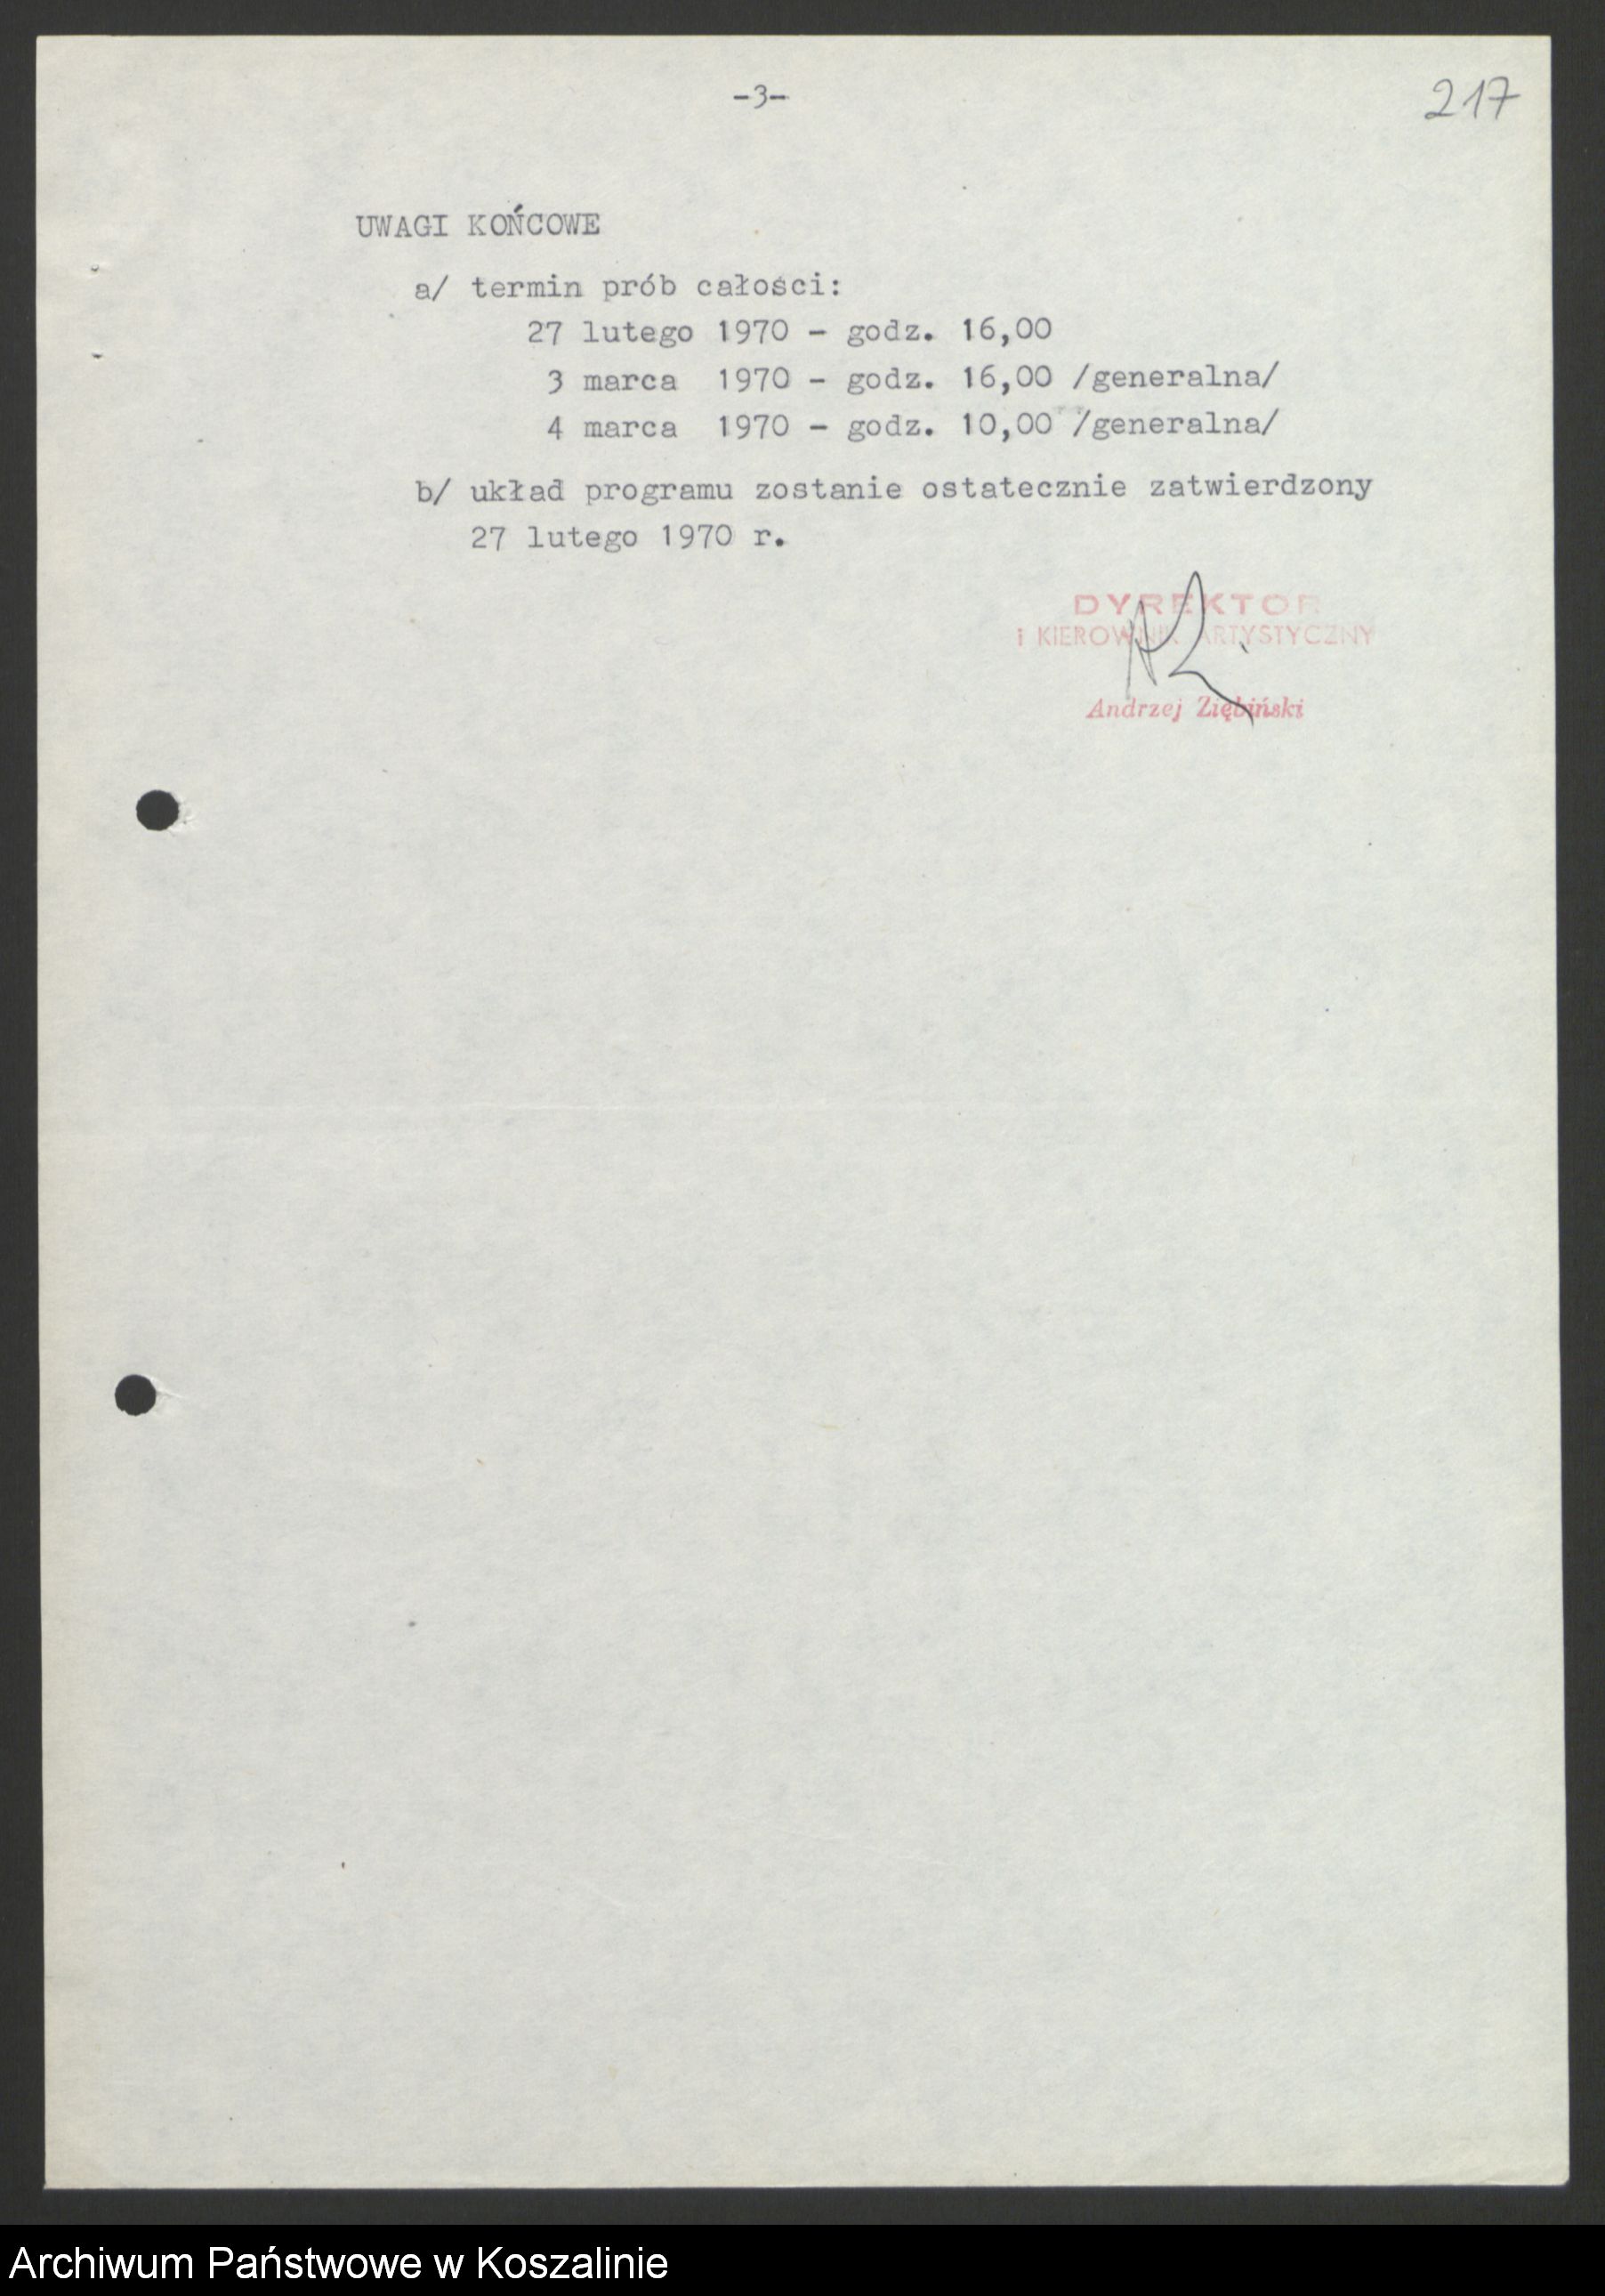 -3-
217
UWAGI KOŃCOWE
a/ termin prób całości:
27 lutego 1970 - godz. 16,00
3 marca 1970 - godz. 16,00 /generalna/
4 marca 1970 - godz. 10,00 /generalna/
b/ układ programu zostanie ostatecznie zatwierdzony
27 lutego 1970 r.
DYREKTOR
i KIEROWNIK ARTYSTYCZNY
Andrzej Ziębiński
Archiwum Państwowe w Koszalinie